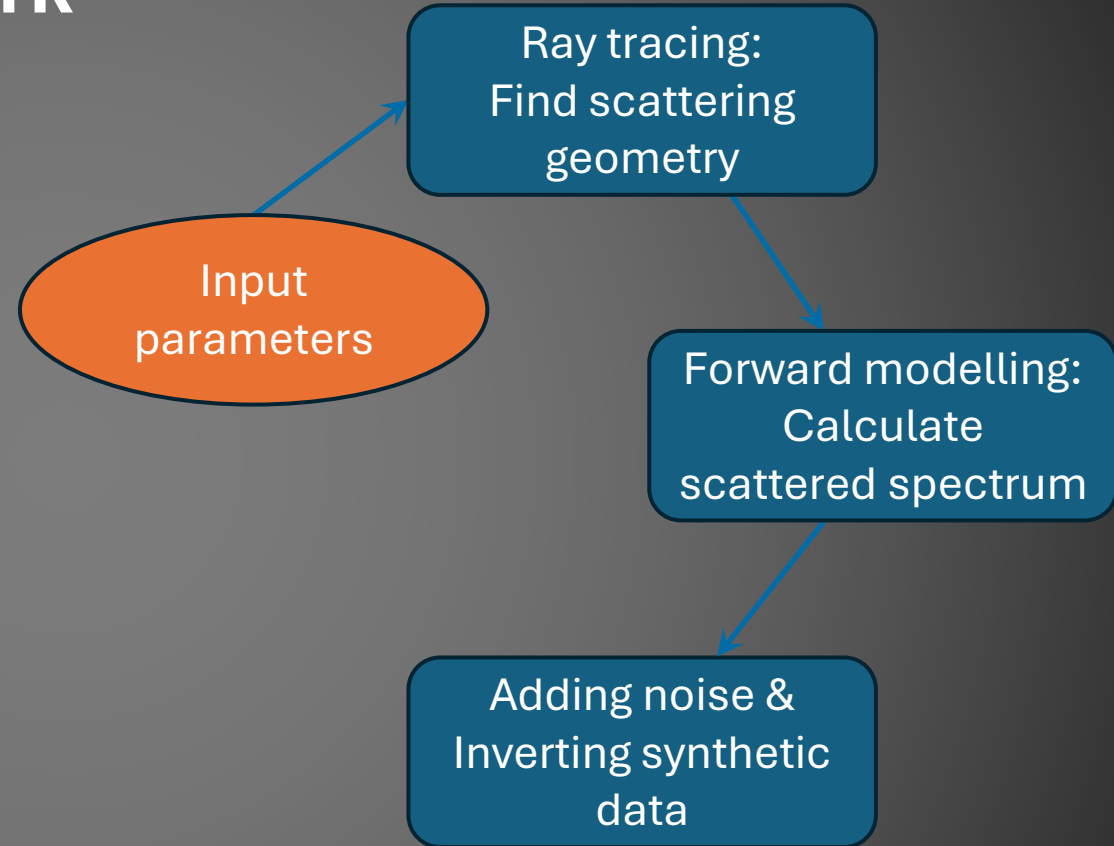 Ray tracing:
Find scattering
geometry
Input
parameters
Forward modelling:
Calculate
scattered spectrum
Adding noise &
Inverting synthetic
data